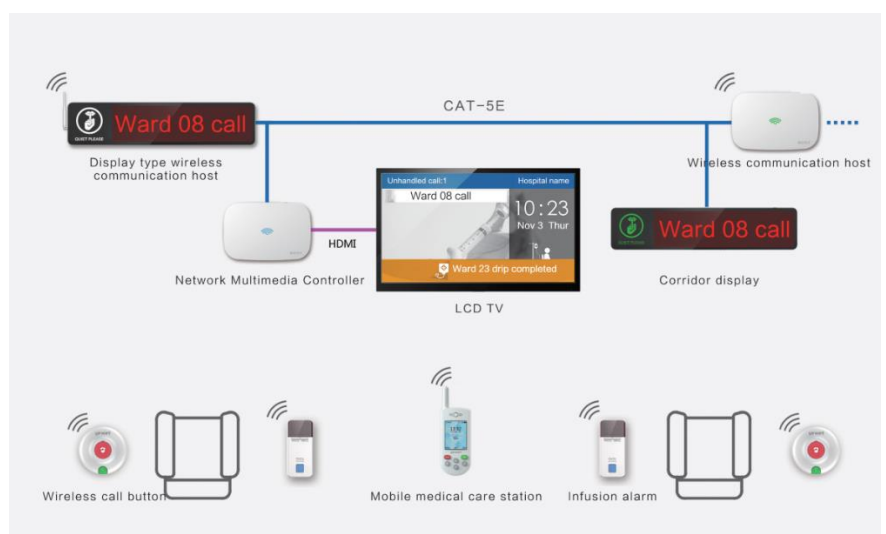 CAT-5E
Ward 08 call
QUIET PLEASE
Display type wireless
communication host
Wireless communication host
Unhandled call:1
Hospital name
Ward 08 call
10:23
Nov 3 Thur
Ward 23 drip completed
HDMI
Network Multimedia Controller
LCD TV
Ward 08 call
Corridor display
Wireless call button
Mobile medical care station
Infusion alarm